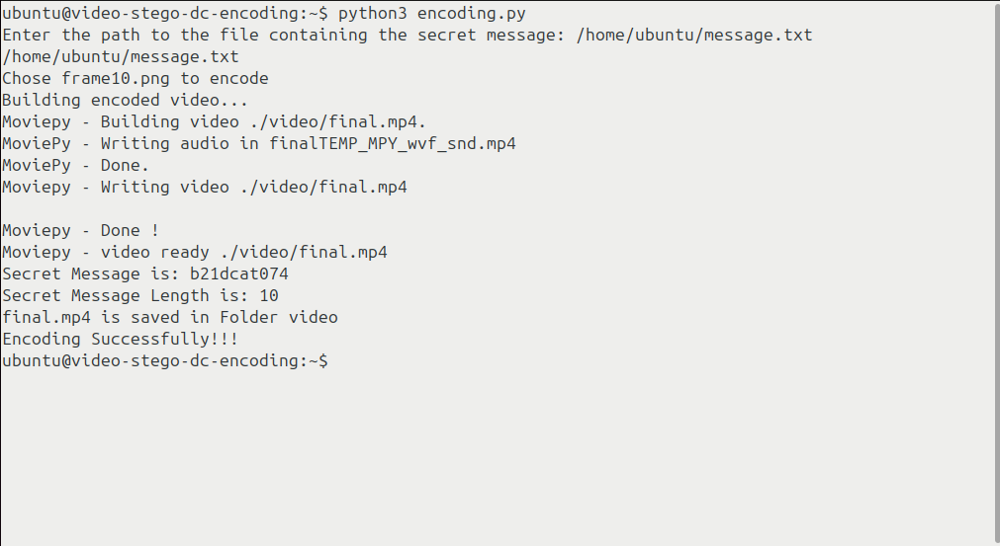 ubuntu@video-stego-dc-encoding:~$ python3 encoding.py
Enter the path to the file containing the secret message: /home/ubuntu/message.txt
/home/ubuntu/message.txt
Chose frame10.png to encode
Building encoded video...
Moviepy - Building video ./video/final.mp4.
MoviePy - Writing audio in finalTEMP_MPY_wvf_snd.mp4
MoviePy - Done.
Moviepy - Writing video ./video/final.mp4

Moviepy - Done !
Moviepy - video ready ./video/final.mp4
Secret Message is: b21dcat074
Secret Message Length is: 10
final.mp4 is saved in Folder video
Encoding Successfully!!!
ubuntu@video-stego-dc-encoding:~$